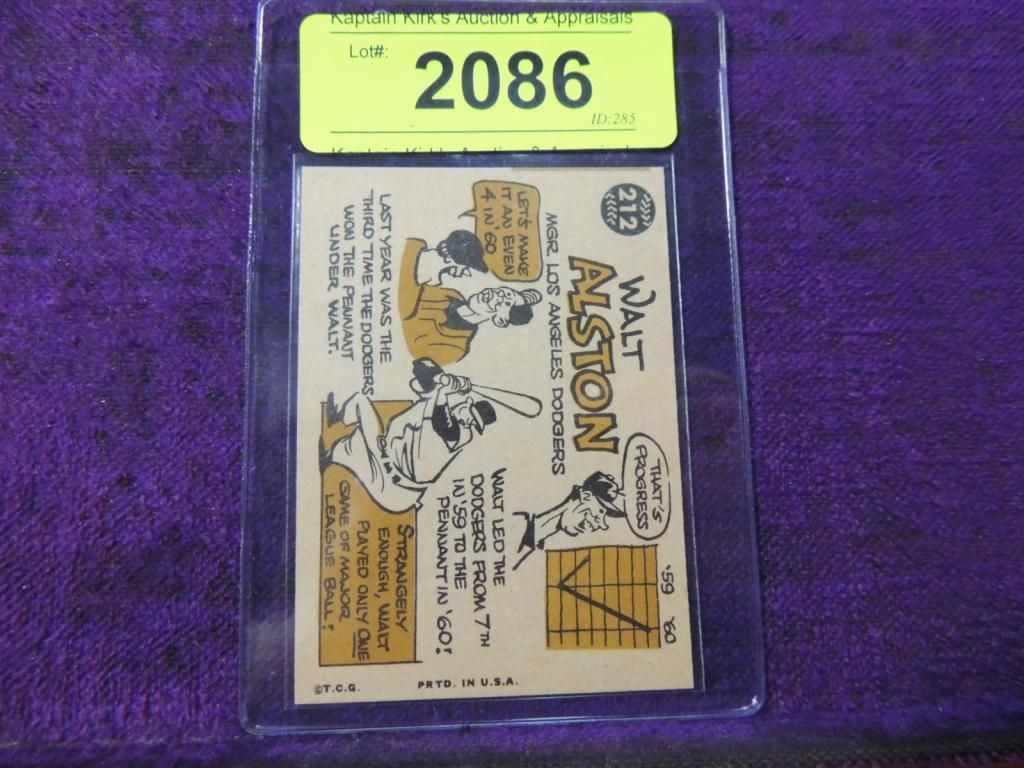 Kaptain Kirk's Auction & Appraisals
Lot#:
2086
ID:285
212
WALT
ALSTON
MGR. LOS ANGELES DODGERS
LET'S MAKE
IT AN EVEN
4 IN '60
LAST YEAR WAS THE
THIRD TIME THE DODGERS
WON THE PENNANT
UNDER WALT.
THAT'S
PROGRESS
'59 '60
WALT LED THE
DODGERS FROM 7TH
IN '59 TO THE
PENNANT IN '60!
STRANGELY
ENOUGH, WALT
PLAYED ONLY ONE
GAME OF MAJOR
LEAGUE BALL!
©T.C.G. PRTD. IN U.S.A.